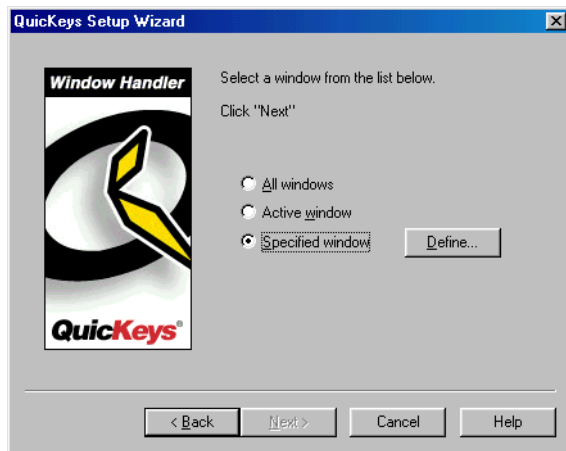 QuicKeys Setup Wizard
Window Handler
Select a window from the list below.
Click "Next"
All windows
Active window
Specified window
Define...
QuicKeys®
< Back
Next >
Cancel
Help